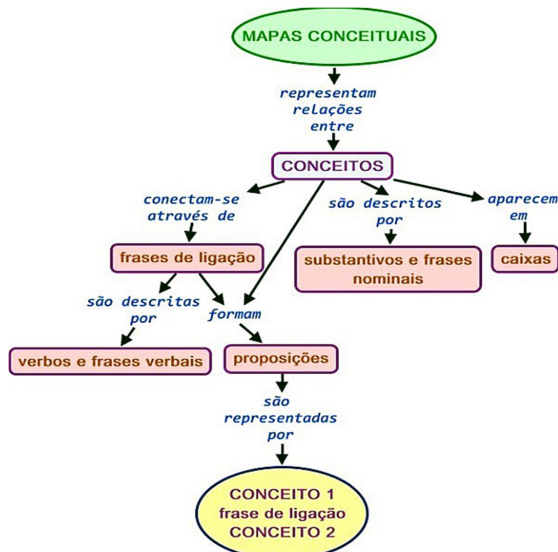 MAPAS CONCEITUAIS
representam
relações
entre
CONCEITOS
conectam-se
através de
são descritos
por
aparecem
em
frases de ligação
substantivos e frases
nominais
caixas
são descritas
por
formam
verbos e frases verbais
proposições
são
representadas
por
CONCEITO 1
frase de ligação
CONCEITO 2